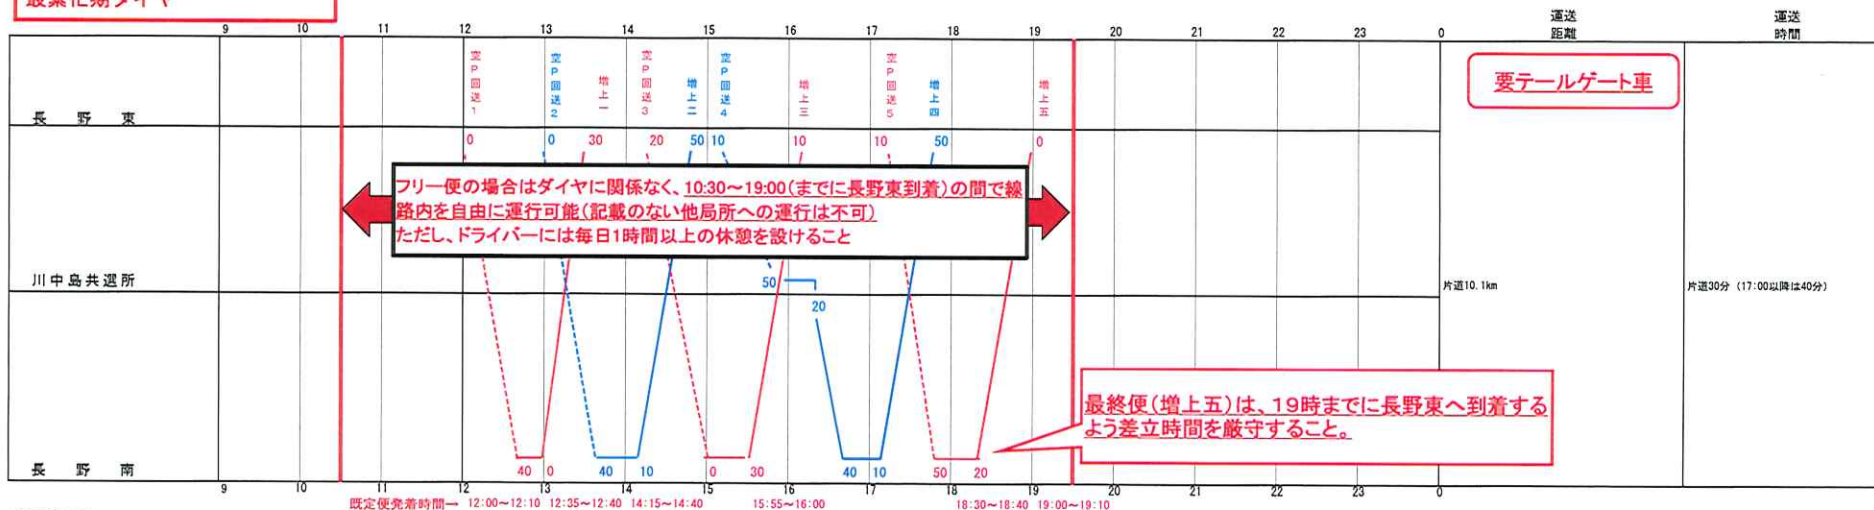 最繁忙期ダイヤ
9 10 11 12 13 14 15 16 17 18 19 20 21 22 23 0
運送
距離
運送
時間
空P回送1
空P回送2
増上一
空P回送3
増上二
空P回送4
増上三
空P回送5
増上四
増上五
要テールゲート車
長野東
0 0 30 20 50 10 10 10 50 0
フリー便の場合はダイヤに関係なく、10:30～19:00(までに長野東到着)の間で線
路内を自由に運行可能(記載のない他局所への運行は不可)
ただし、ドライバーには毎日1時間以上の休憩を設けること
川中島共選所
50
20
片道10.1km
片道30分（17:00以降は40分）
最終便(増上五)は、19時までに長野東へ到着する
よう差立時間を厳守すること。
長野南
40 0 40 10 0 30 40 10 50 20
9 10 11 12 13 14 15 16 17 18 19 20 21 22 23 0
既定便発着時間→ 12:00～12:10 12:35～12:40 14:15～14:40 15:55～16:00 18:30～18:40 19:00～19:10